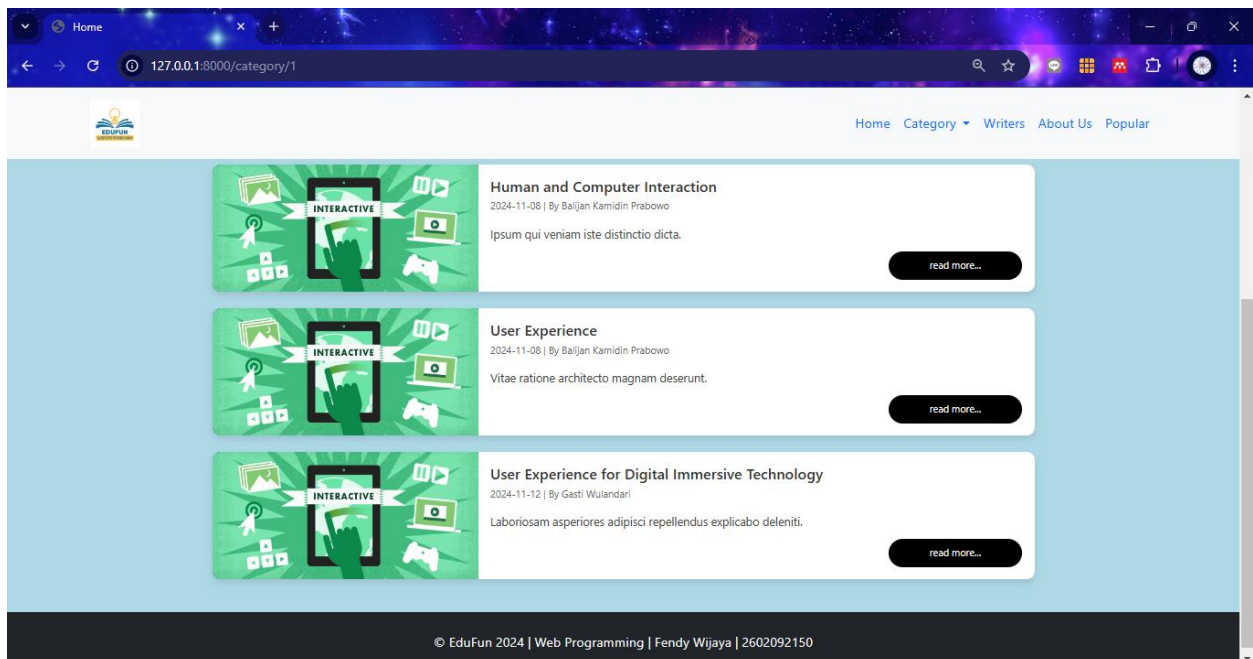 Home
127.0.0.1:8000/category/1
EDUFUN
Home Category Writers About Us Popular
INTERACTIVE
Human and Computer Interaction
2024-11-08 | By Balijan Kamidin Prabowo
Ipsum qui veniam iste distinctio dicta.
read more...
INTERACTIVE
User Experience
2024-11-08 | By Balijan Kamidin Prabowo
Vitae ratione architecto magnam deserunt.
read more...
INTERACTIVE
User Experience for Digital Immersive Technology
2024-11-12 | By Gasti Wulandari
Laboriosam asperiores adipisci repellendus explicabo deleniti.
read more...
© EduFun 2024 | Web Programming | Fendy Wijaya | 2602092150